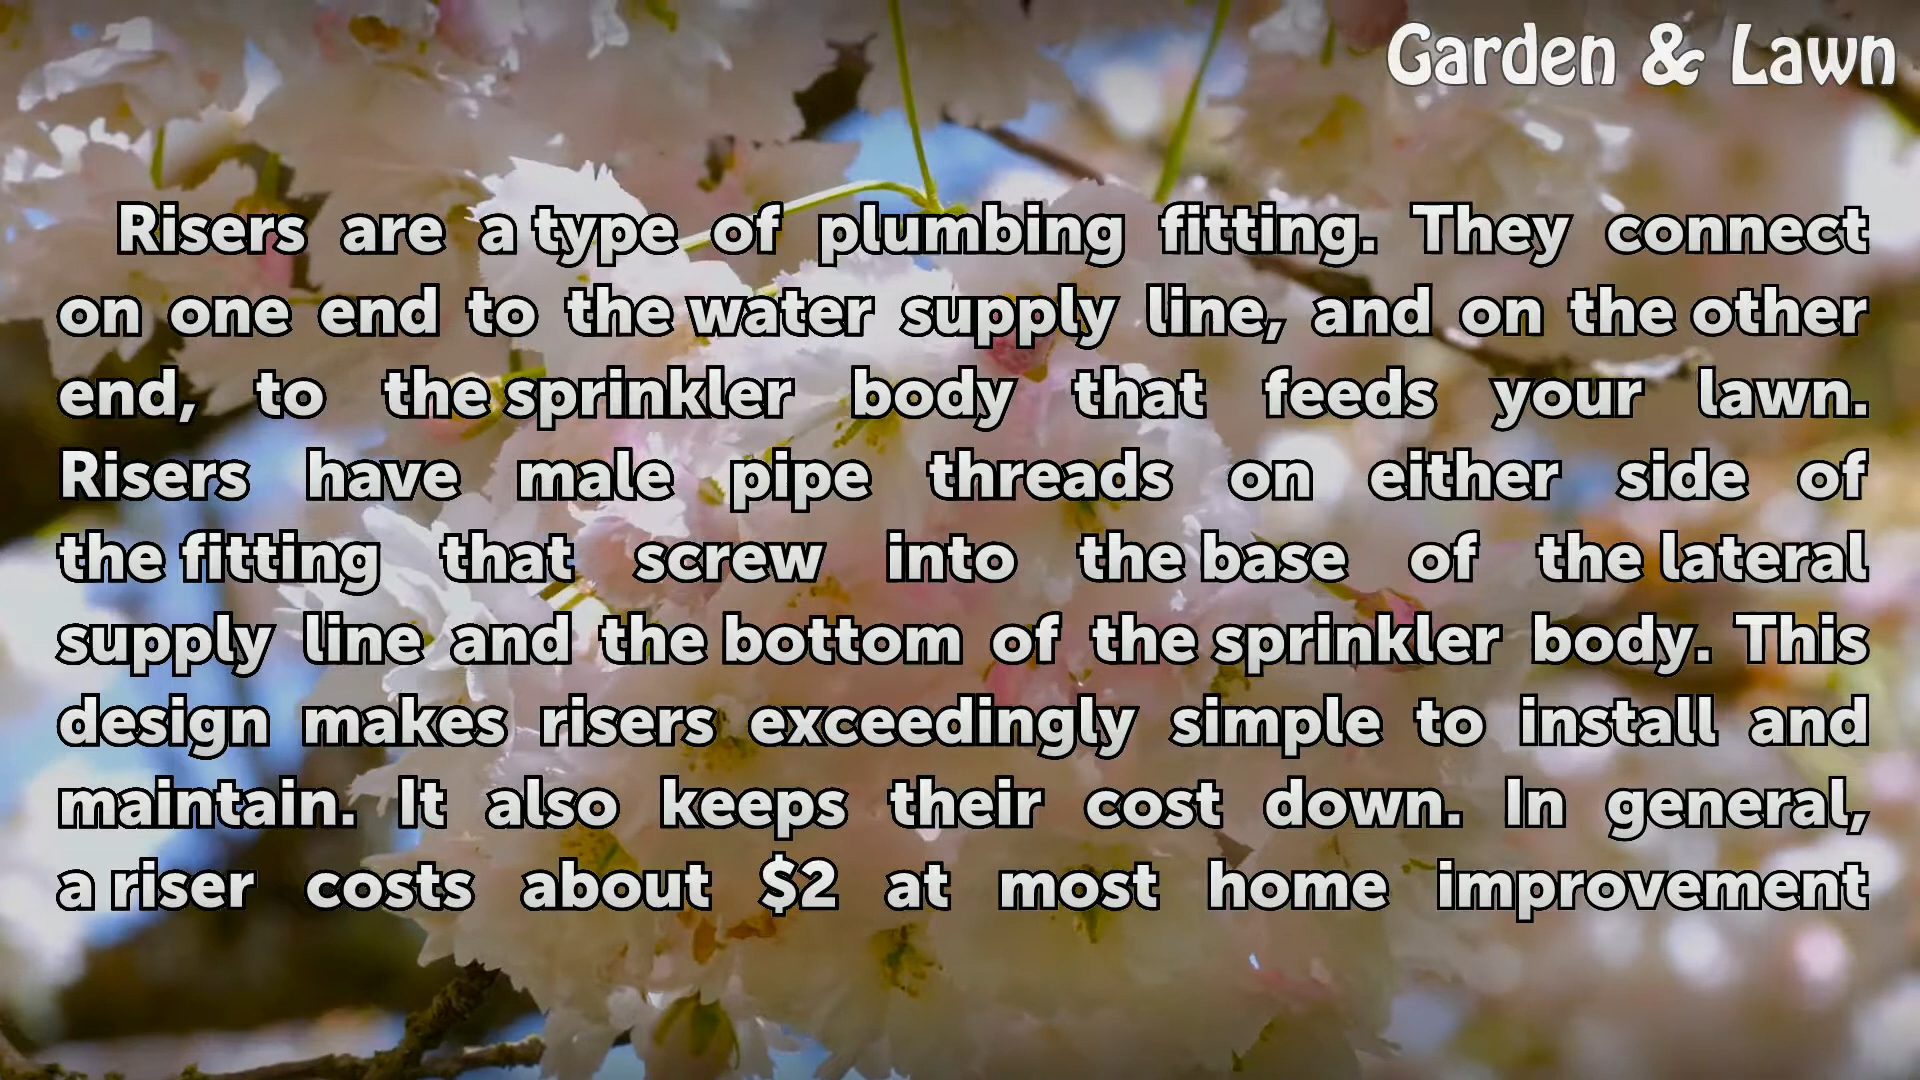 Garden & Lawn
Risers are a type of plumbing fitting. They connect
on one end to the water supply line, and on the other
end, to the sprinkler body that feeds your lawn.
Risers have male pipe threads on either side of
the fitting that screw into the base of the lateral
supply line and the bottom of the sprinkler body. This
design makes risers exceedingly simple to install and
maintain. It also keeps their cost down. In general,
a riser costs about $2 at most home improvement